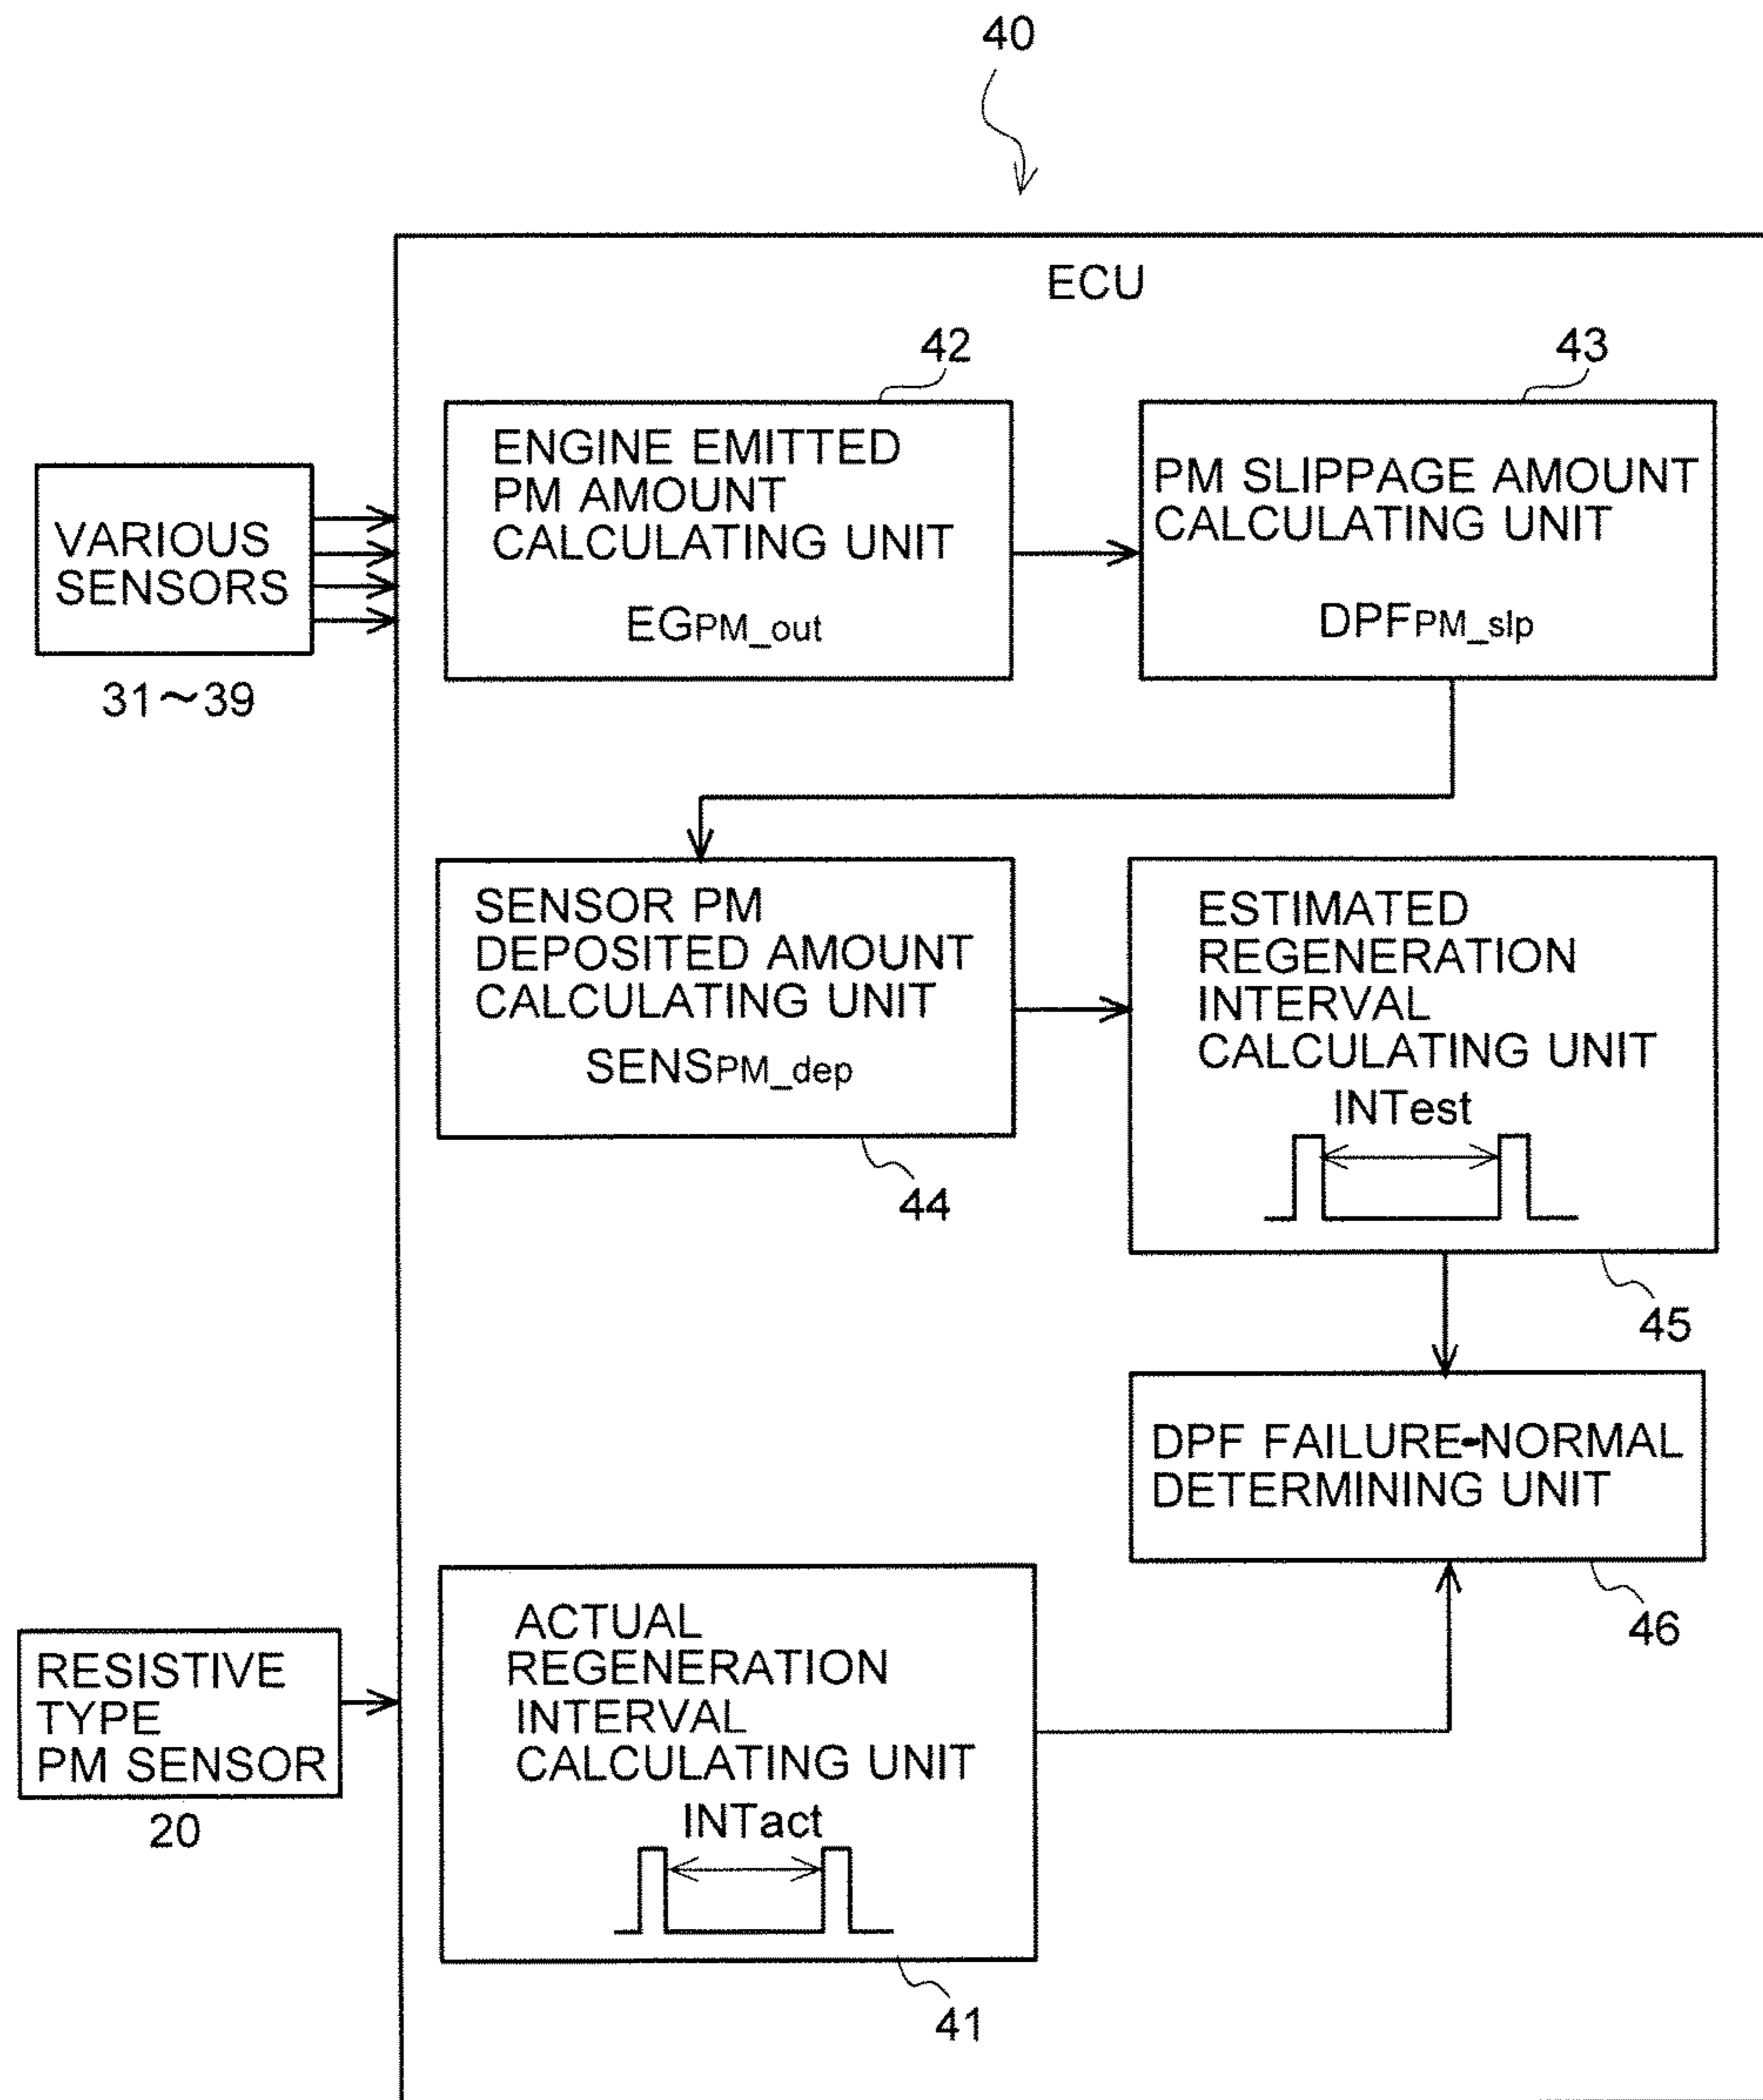 40
ECU
42
43
ENGINE EMITTED
PM AMOUNT
CALCULATING UNIT
EGPM_out
PM SLIPPAGE AMOUNT
CALCULATING UNIT
DPFPM_slp
VARIOUS
SENSORS
31～39
SENSOR PM
DEPOSITED AMOUNT
CALCULATING UNIT
SENSPM_dep
44
ESTIMATED
REGENERATION
INTERVAL
CALCULATING UNIT
INTest
45
DPF FAILURE-NORMAL
DETERMINING UNIT
46
RESISTIVE
TYPE
PM SENSOR
20
ACTUAL
REGENERATION
INTERVAL
CALCULATING UNIT
INTact
41